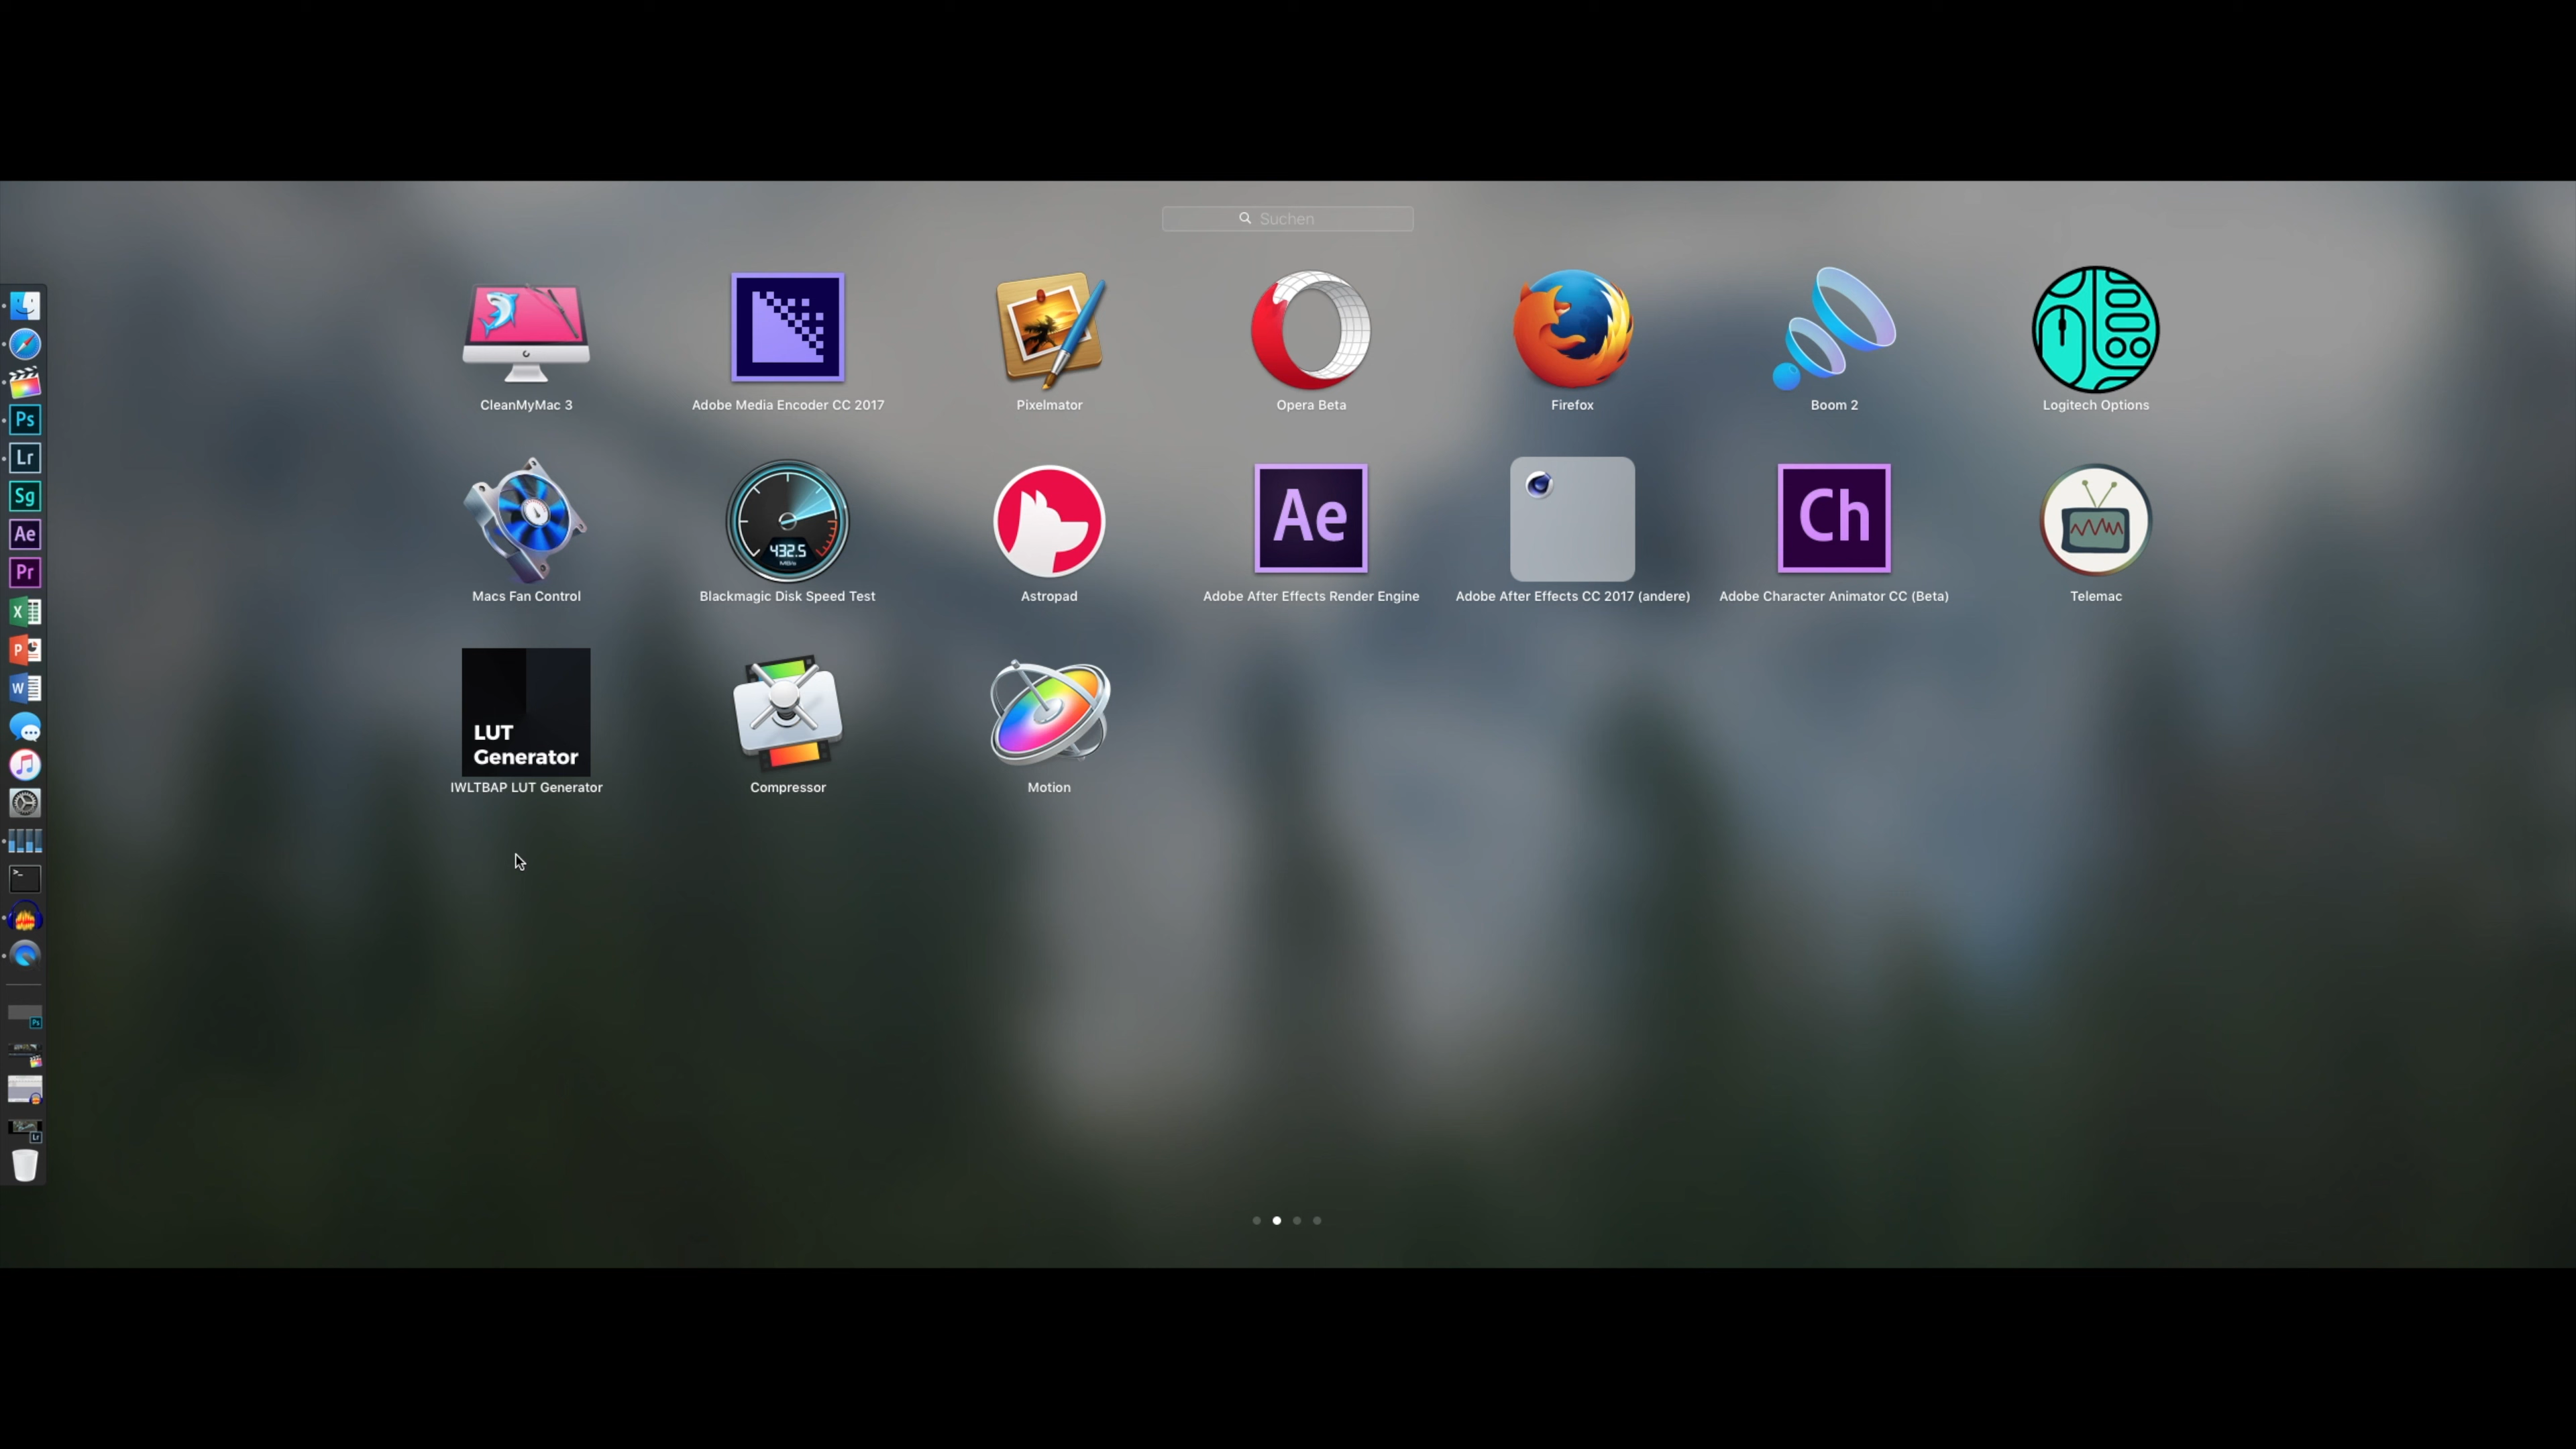 Suchen
CleanMyMac 3
Adobe Media Encoder CC 2017
Pixelmator
Opera Beta
Firefox
Boom 2
Logitech Options
Ps
Lr
Sg
Ae
Pr
432.5
MB/s
Ae
Ch
Macs Fan Control
Blackmagic Disk Speed Test
Astropad
Adobe After Effects Render Engine
Adobe After Effects CC 2017 (andere)
Adobe Character Animator CC (Beta)
Telemac
X
P
W
LUT
Generator
IWLTBAP LUT Generator
Compressor
Motion
>_
Ps
Lr